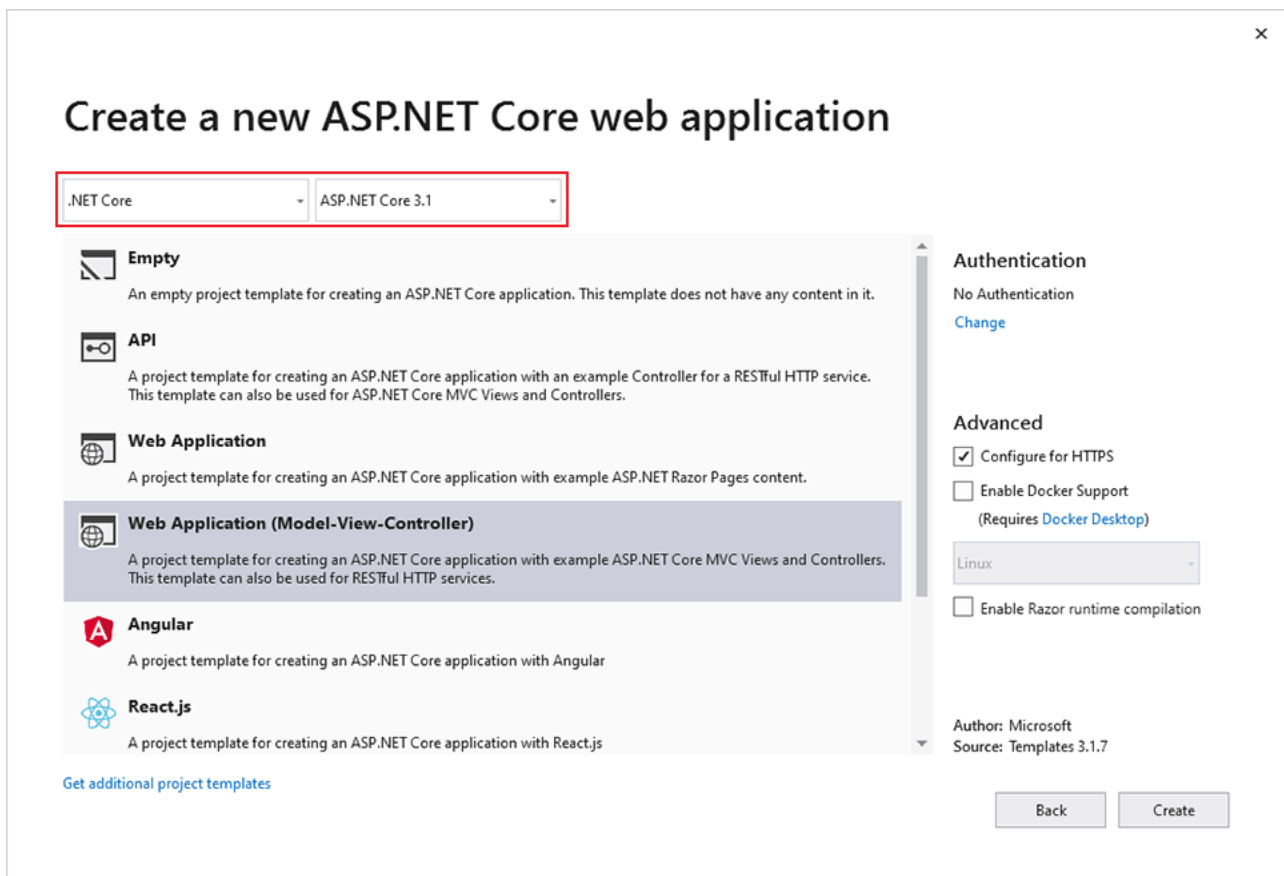 Create a new ASP.NET Core web application
.NET Core
ASP.NET Core 3.1
Empty
An empty project template for creating an ASP.NET Core application. This template does not have any content in it.
API
A project template for creating an ASP.NET Core application with an example Controller for a RESTful HTTP service.
This template can also be used for ASP.NET Core MVC Views and Controllers.
Web Application
A project template for creating an ASP.NET Core application with example ASP.NET Razor Pages content.
Web Application (Model-View-Controller)
A project template for creating an ASP.NET Core application with example ASP.NET Core MVC Views and Controllers.
This template can also be used for RESTful HTTP services.
Angular
A project template for creating an ASP.NET Core application with Angular
React.js
A project template for creating an ASP.NET Core application with React.js
Get additional project templates
Authentication
No Authentication
Change
Advanced
Configure for HTTPS
Enable Docker Support
(Requires Docker Desktop)
Linux
Enable Razor runtime compilation
Author: Microsoft
Source: Templates 3.1.7
Back
Create